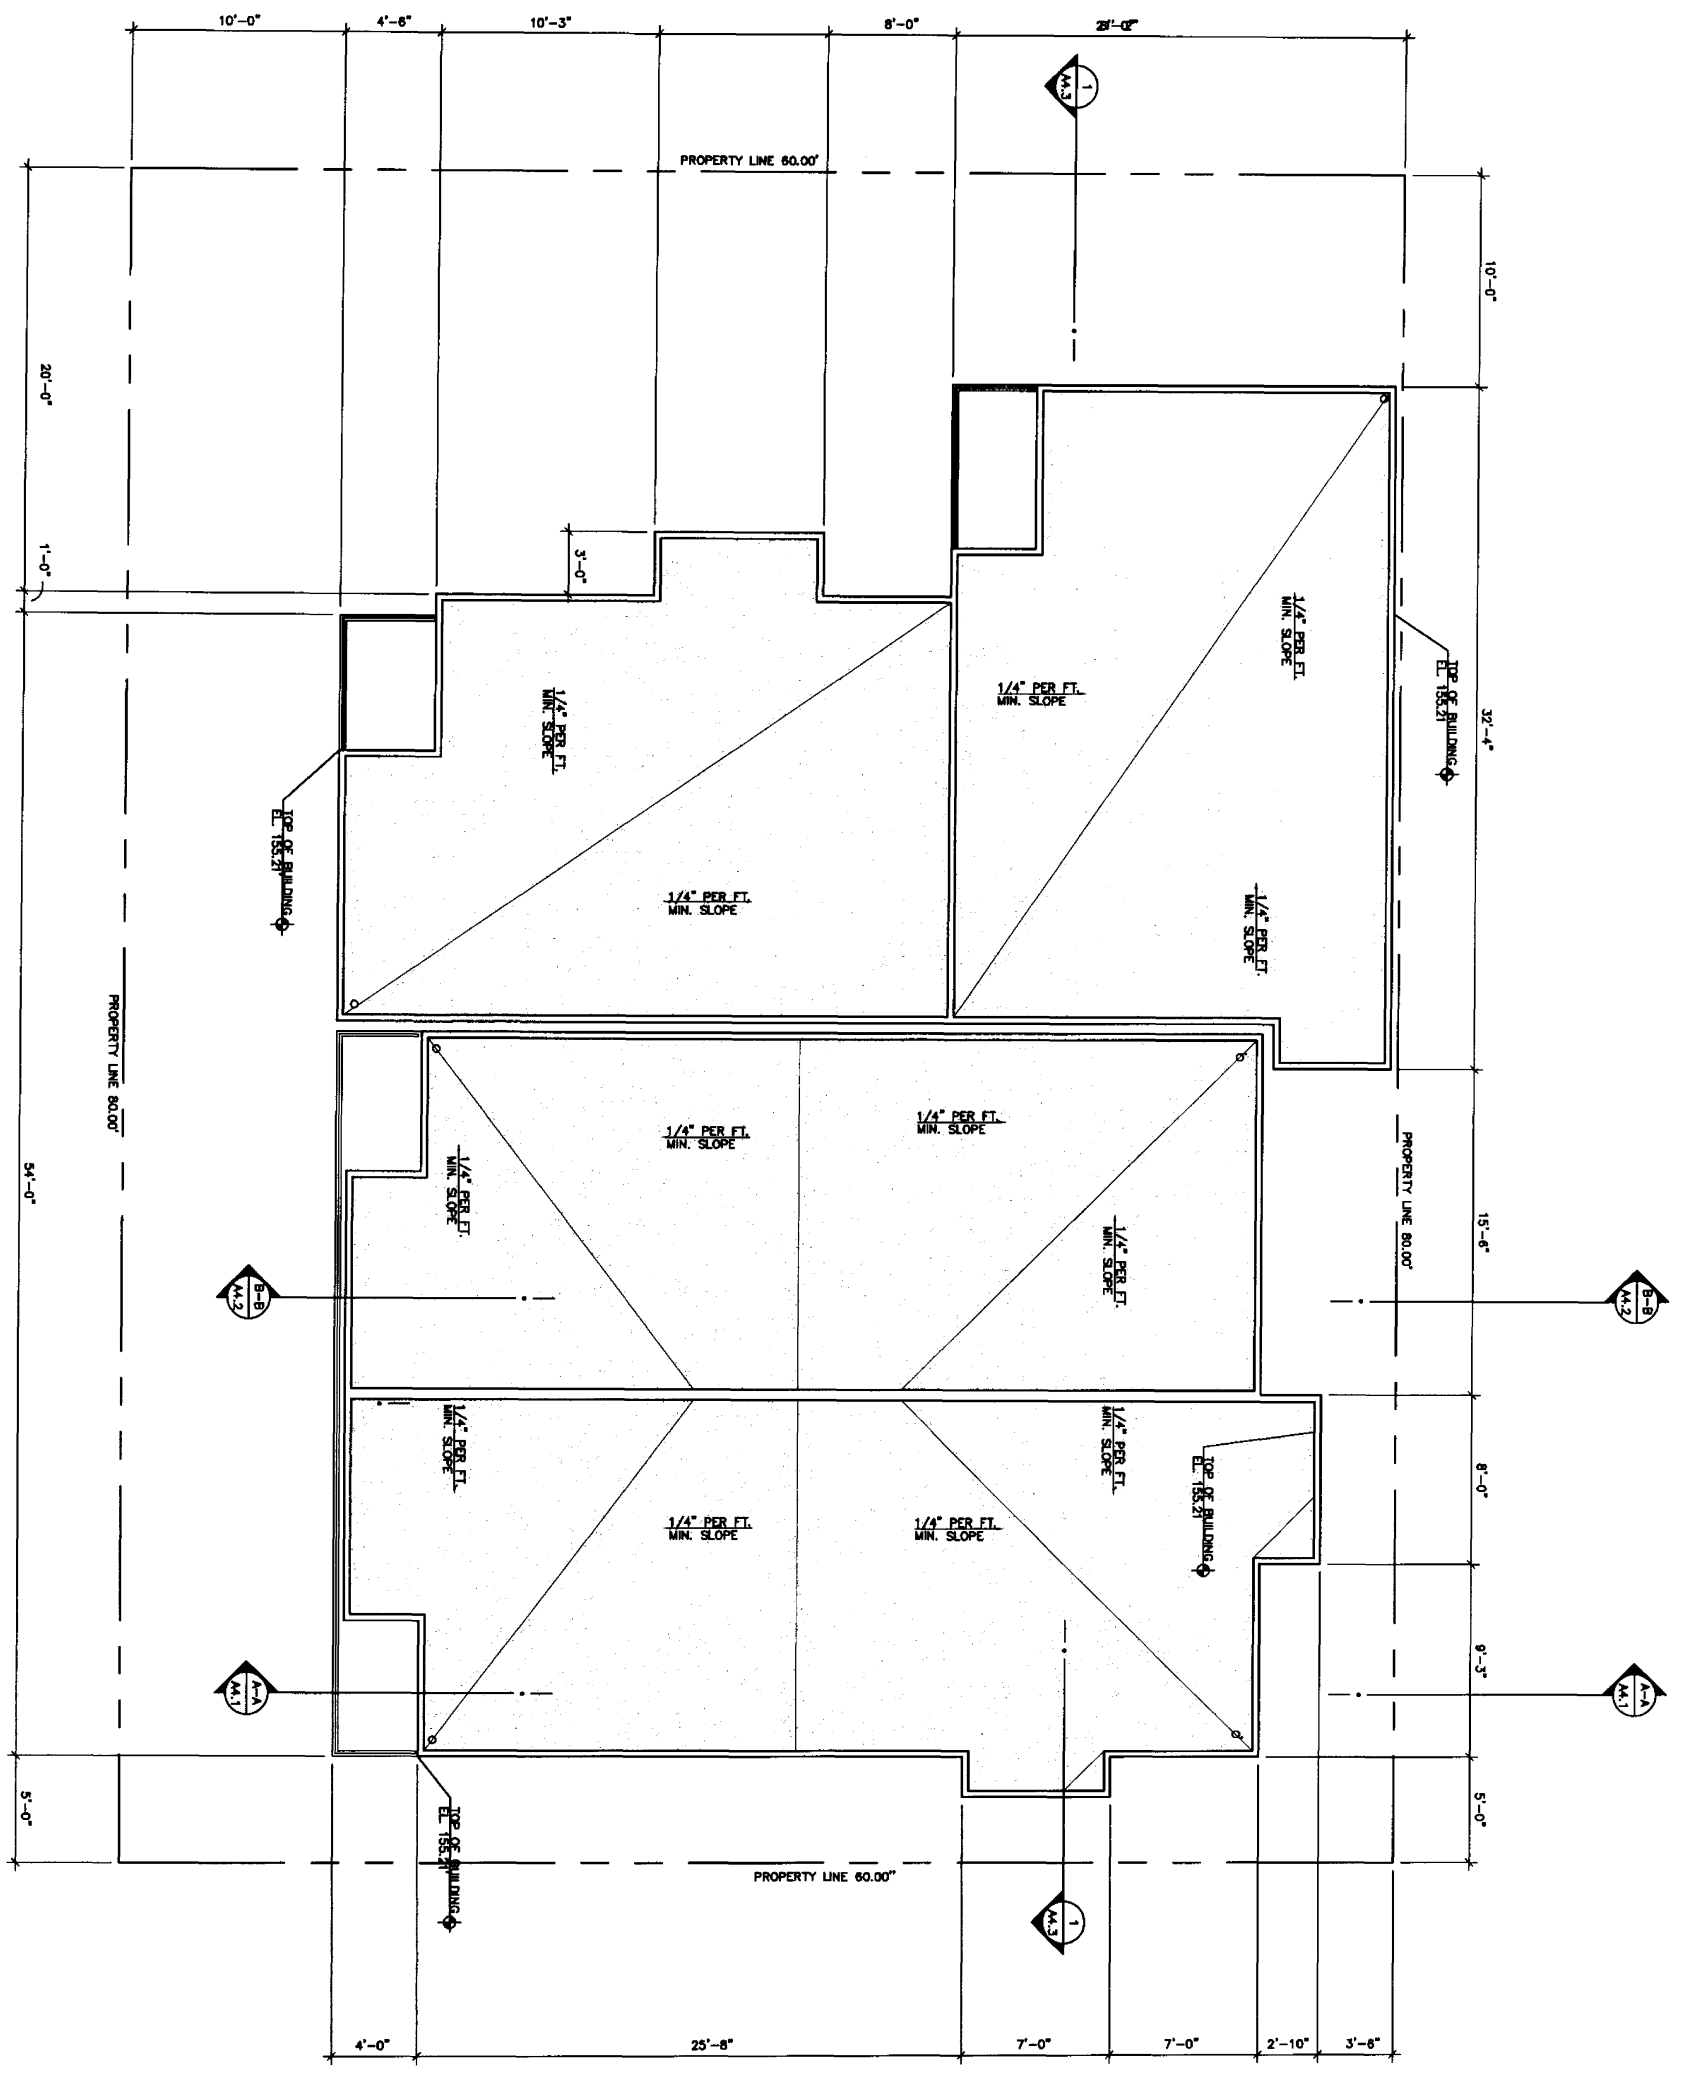 10'-0"
4'-6"
10'-3"
8'-0"
1
A4.3
PROPERTY LINE 60.00'
10'-0"
20'-0"
1'-0"
3'-0"
32'-4"
1/4" PER FT.
MIN. SLOPE
1/4" PER FT.
MIN. SLOPE
TOP OF BUILDING
EL. 155.21
1/4" PER FT.
MIN. SLOPE
TOP OF BUILDING
EL. 155.21
1/4" PER FT.
MIN. SLOPE
1/4" PER FT.
MIN. SLOPE
PROPERTY LINE 80.00'
54'-0"
1/4" PER FT.
MIN. SLOPE
1/4" PER FT.
MIN. SLOPE
PROPERTY LINE 80.00'
15'-6"
1/4" PER FT.
MIN. SLOPE
1/4" PER FT.
MIN. SLOPE
B-B
A4.2
B-B
A4.2
1/4" PER FT.
MIN. SLOPE
1/4" PER FT.
MIN. SLOPE
TOP OF BUILDING
EL. 155.21
8'-0"
1/4" PER FT.
MIN. SLOPE
1/4" PER FT.
MIN. SLOPE
9'-3"
A-A
A4.1
A-A
A4.1
5'-0"
5'-0"
TOP OF BUILDING
EL. 155.21
PROPERTY LINE 60.00"
1
A4.3
4'-0"
25'-8"
7'-0"
7'-0"
2'-10"
3'-6"